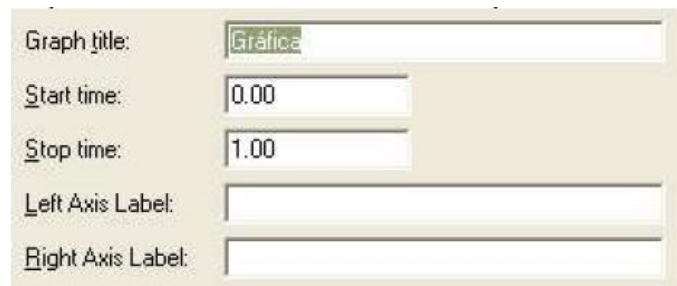 Graph title: Gráfica
Start time: 0.00
Stop time: 1.00
Left Axis Label:
Right Axis Label: